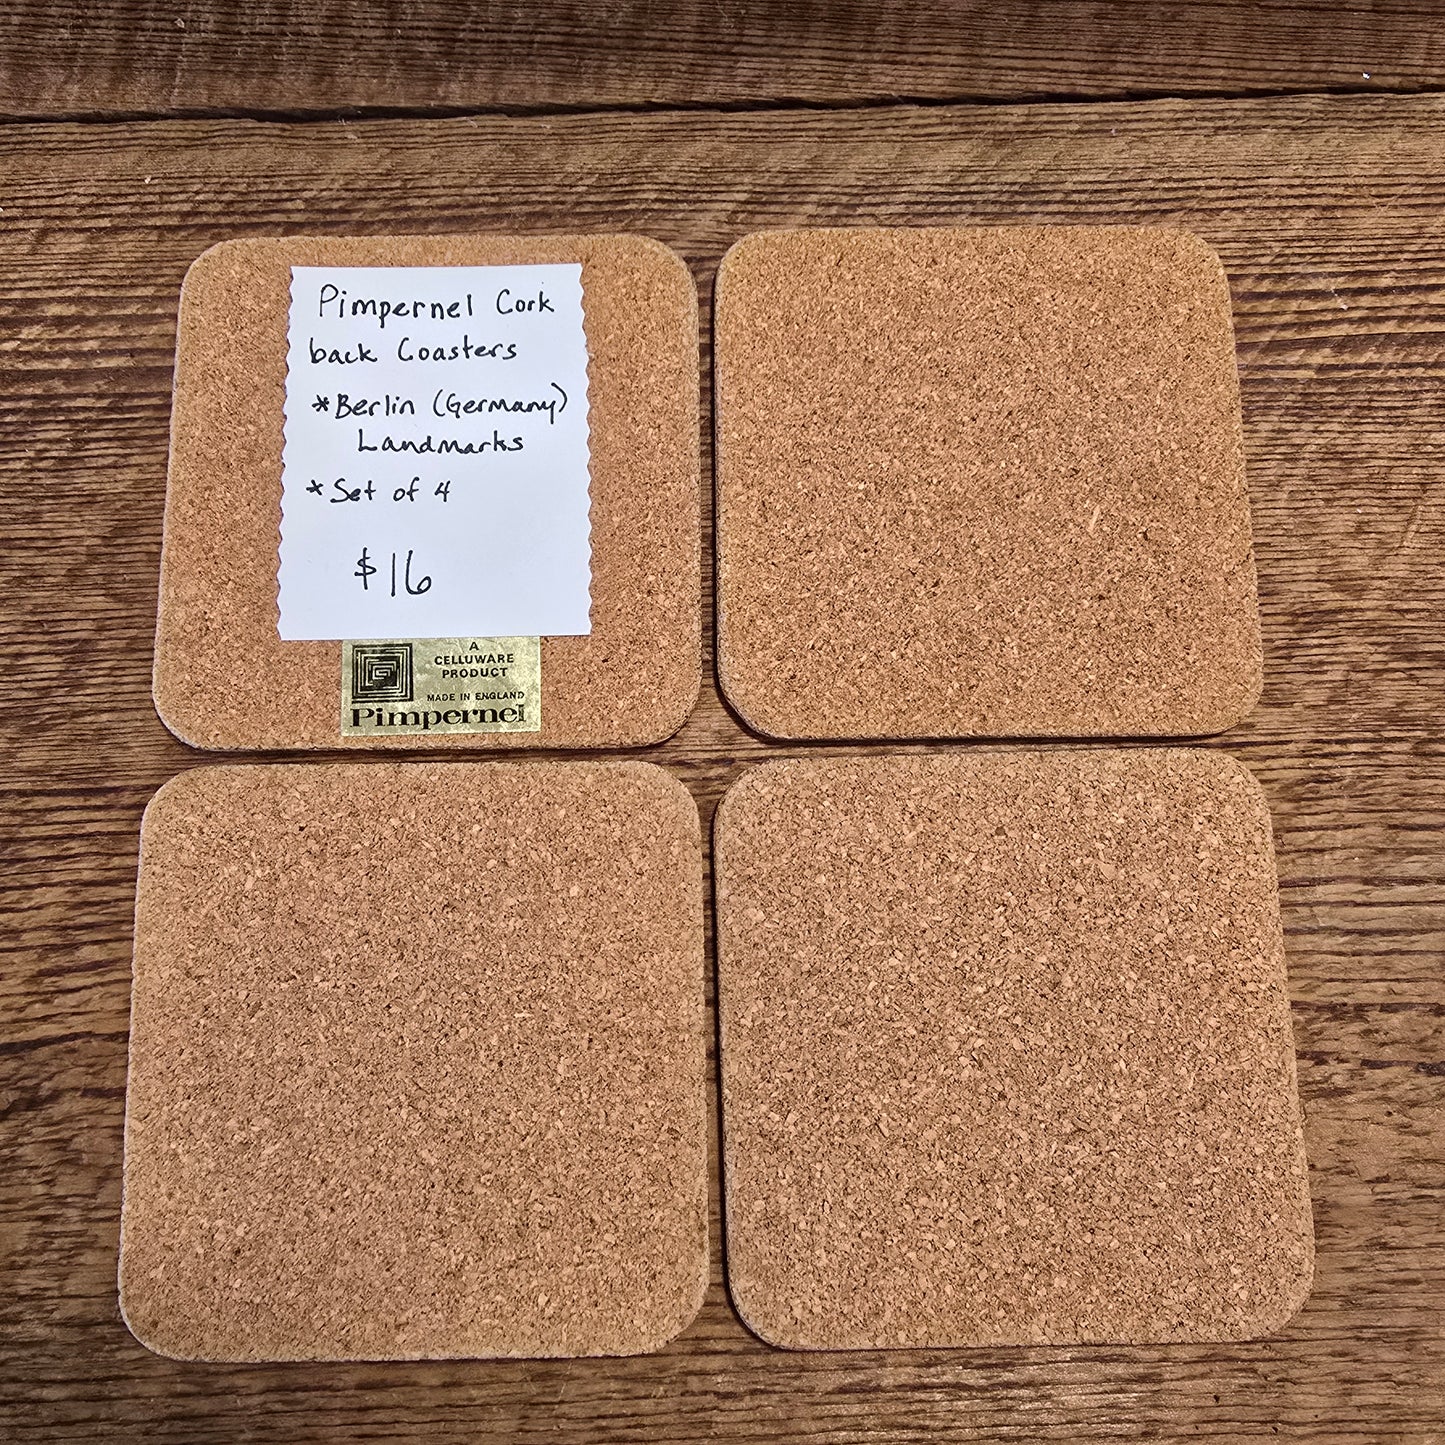 Pimpernel Cork
back Coasters
*Berlin (Germany)
Landmarks
*Set of 4
$16
A
CELLUWARE
PRODUCT
MADE IN ENGLAND
Pimpernel